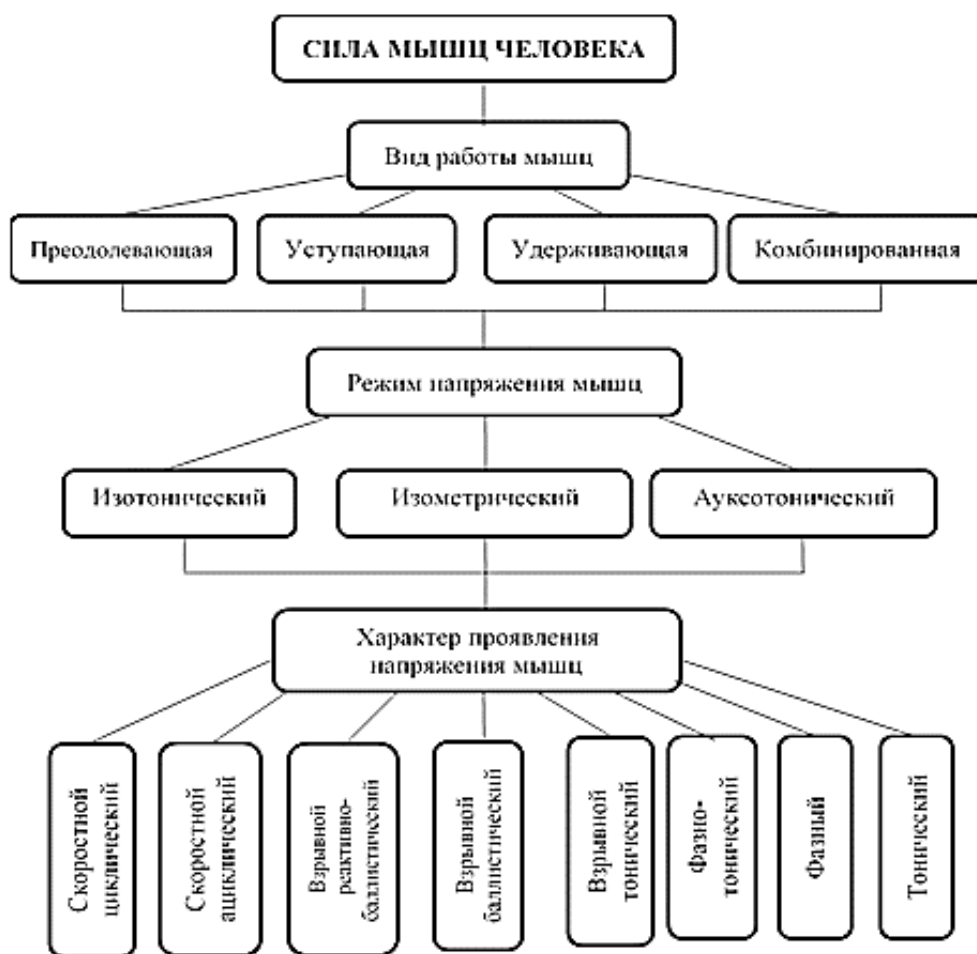 СИЛА МЫШЦ ЧЕЛОВЕКА
Вид работы мышц
Преодолевающая
Уступающая
Удерживающая
Комбинированная
Режим напряжения мышц
Изотонический
Изометрический
Ауксотонический
Характер проявления
напряжения мышц
Скоростной
циклический
Скоростной
ациклический
Взрывной
реактивно-
баллистический
Взрывной
баллистический
Взрывной
тонический
Фазно-
тонический
Фазный
Тонический